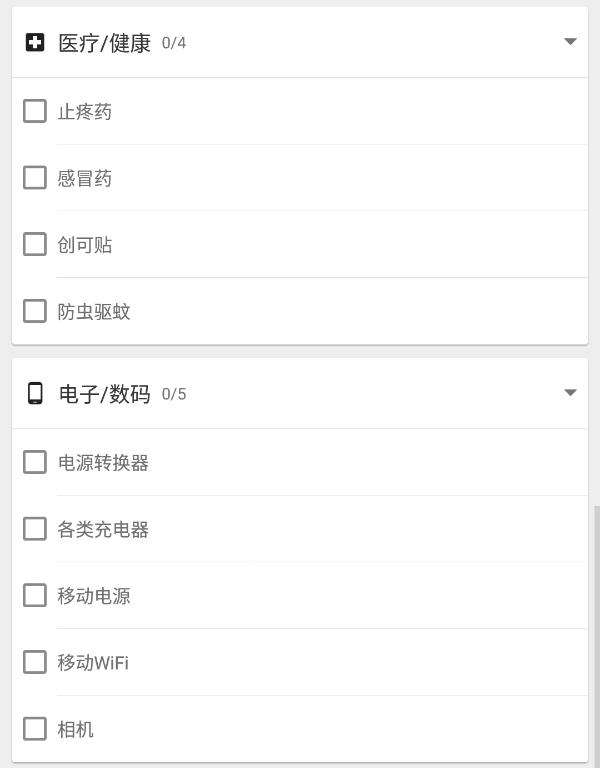 医疗/健康 0/4
止疼药
感冒药
创可贴
防虫驱蚊
电子/数码 0/5
电源转换器
各类充电器
移动电源
移动WiFi
相机